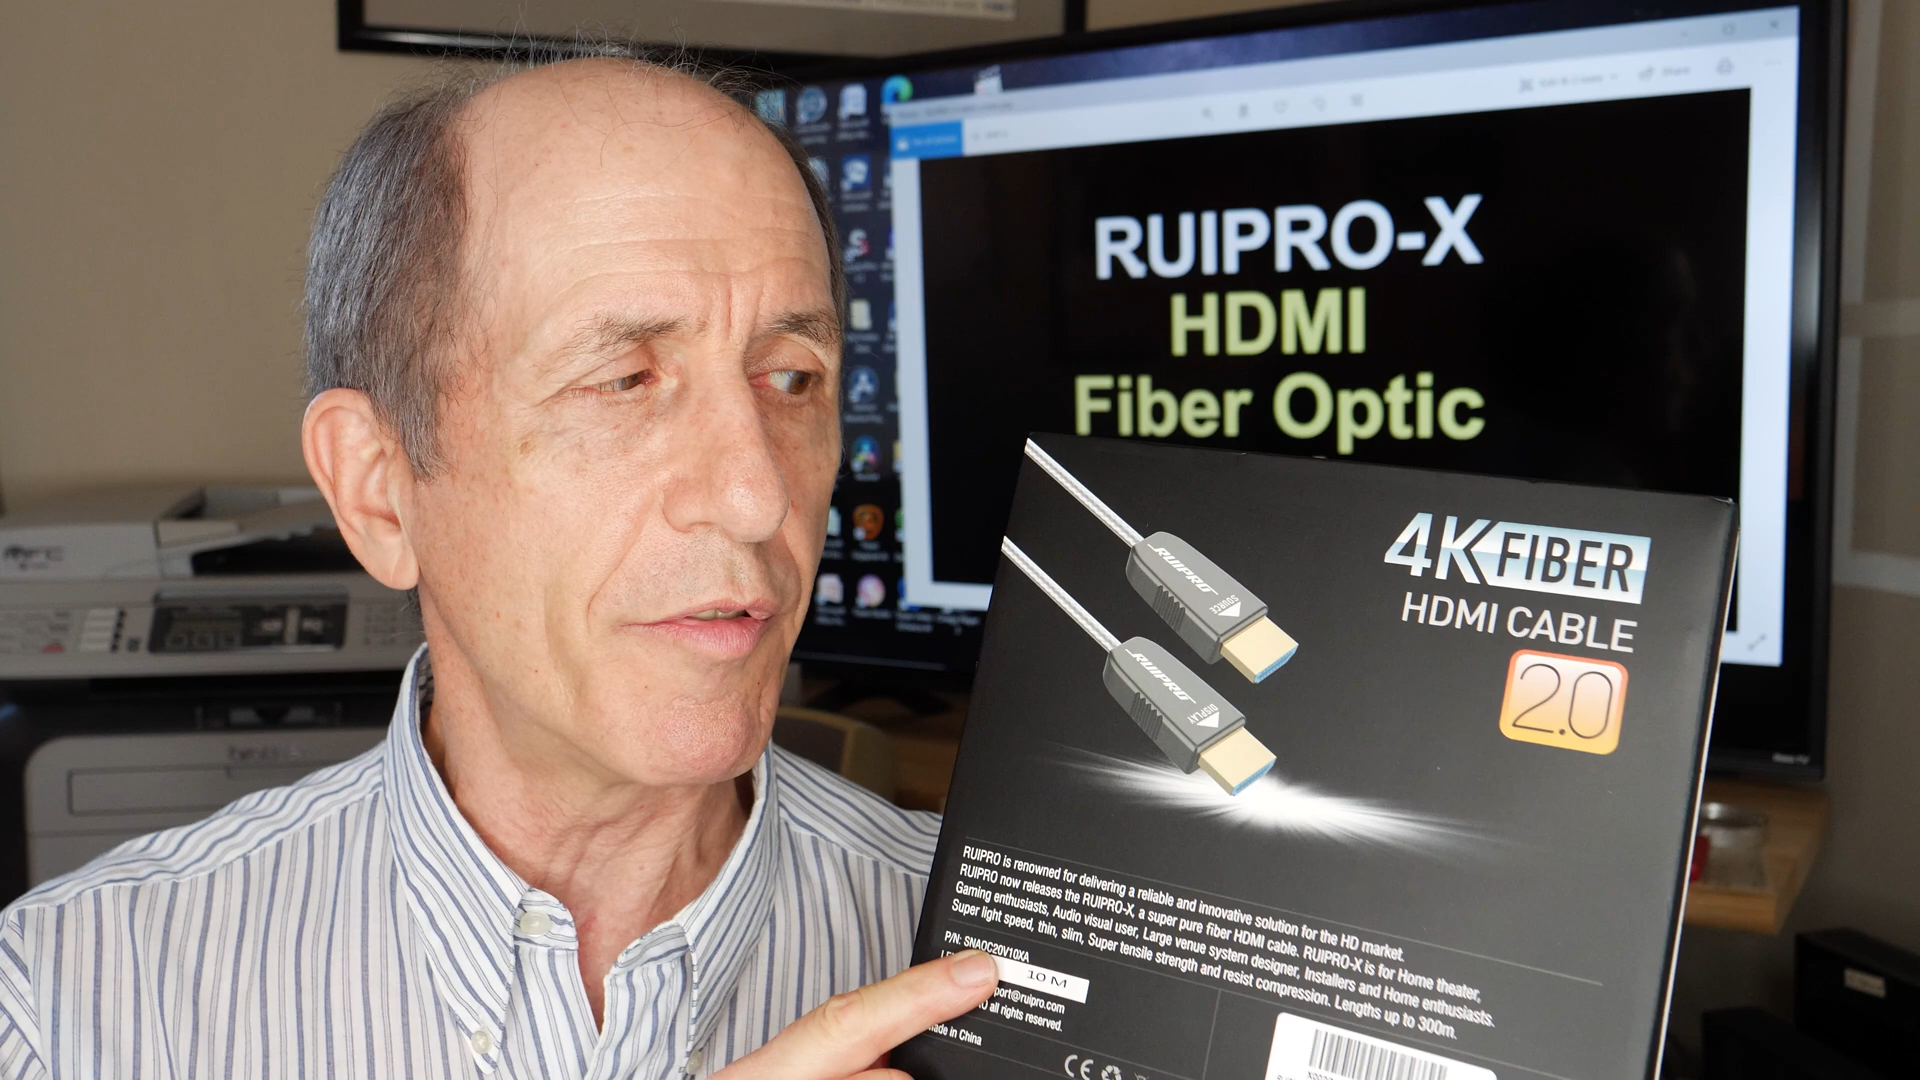 RUIPRO-X
HDMI
Fiber Optic
4K FIBER
HDMI CABLE
2.0
RUIPRO
SOURCE
RUIPRO
DISPLAY
RUIPRO is renowned for delivering a reliable and innovative solution for the HD market.
RUIPRO now releases the RUIPRO-X, a super pure fiber HDMI cable. RUIPRO-X is for Home theater,
Gaming enthusiasts, Audio visual user, Large venue system designer, Installers and Home enthusiasts.
Super light speed, thin, slim, Super tensile strength and resist compression. Lengths up to 300m.
P/N: SNAOC20V10XA
10 M
port@ruipro.com
all rights reserved.
Made in China
CE
MFC
Share